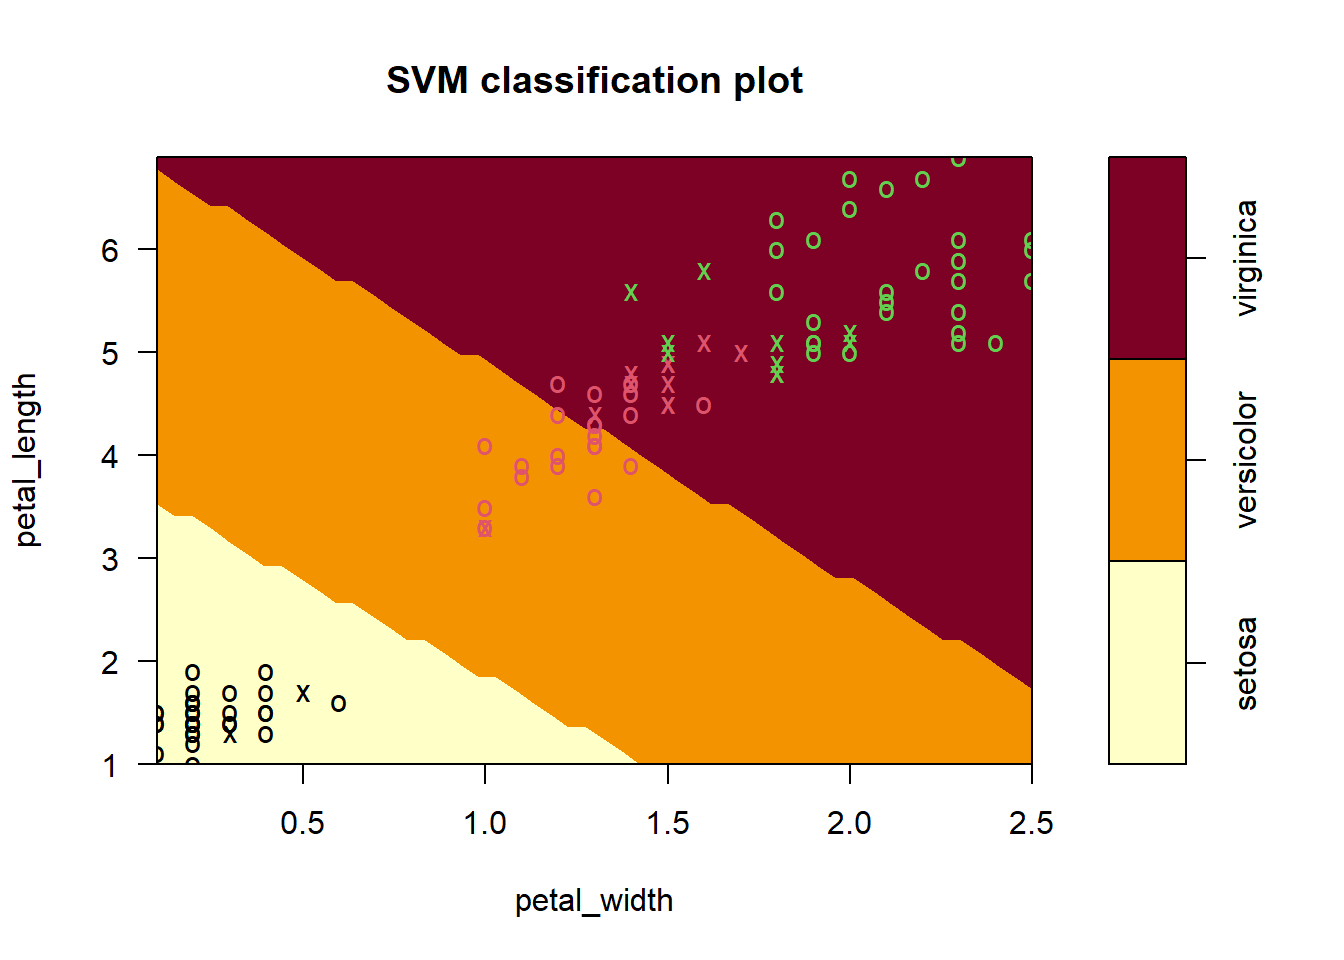 SVM classification plot
petal_length
6
5
4
3
2
1
0.5 1.0 1.5 2.0 2.5
petal_width
virginica
versicolor
setosa